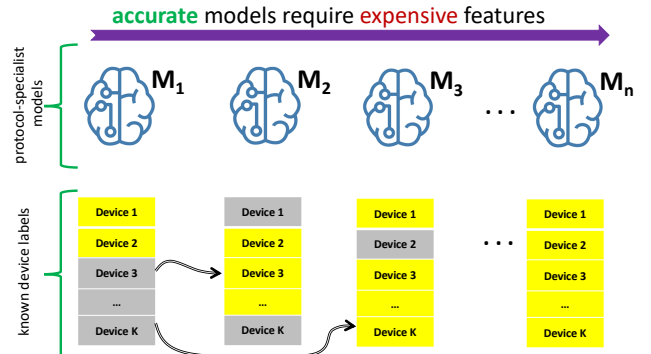 accurate models require expensive features
protocol-specialist
models
M1
M2
M3
. . .
Mn
known device labels
Device 1
Device 2
Device 3
...
Device K
Device 1
Device 2
Device 3
...
Device K
Device 1
Device 2
Device 3
...
Device K
. . .
Device 1
Device 2
Device 3
...
Device K